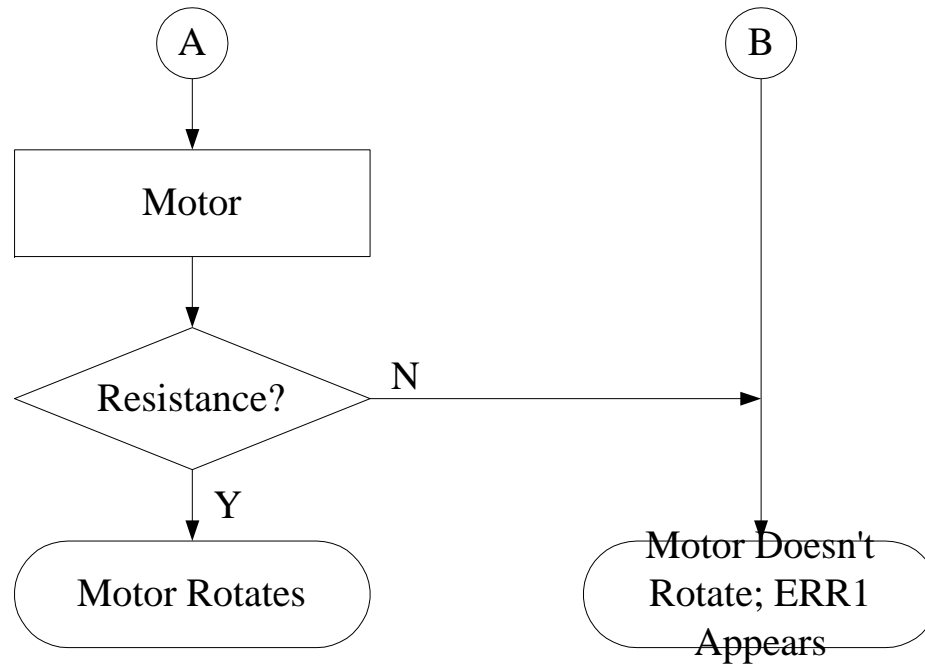 A
B
Motor
Resistance?
N
Y
Motor Rotates
Motor Doesn't
Rotate; ERR1
Appears